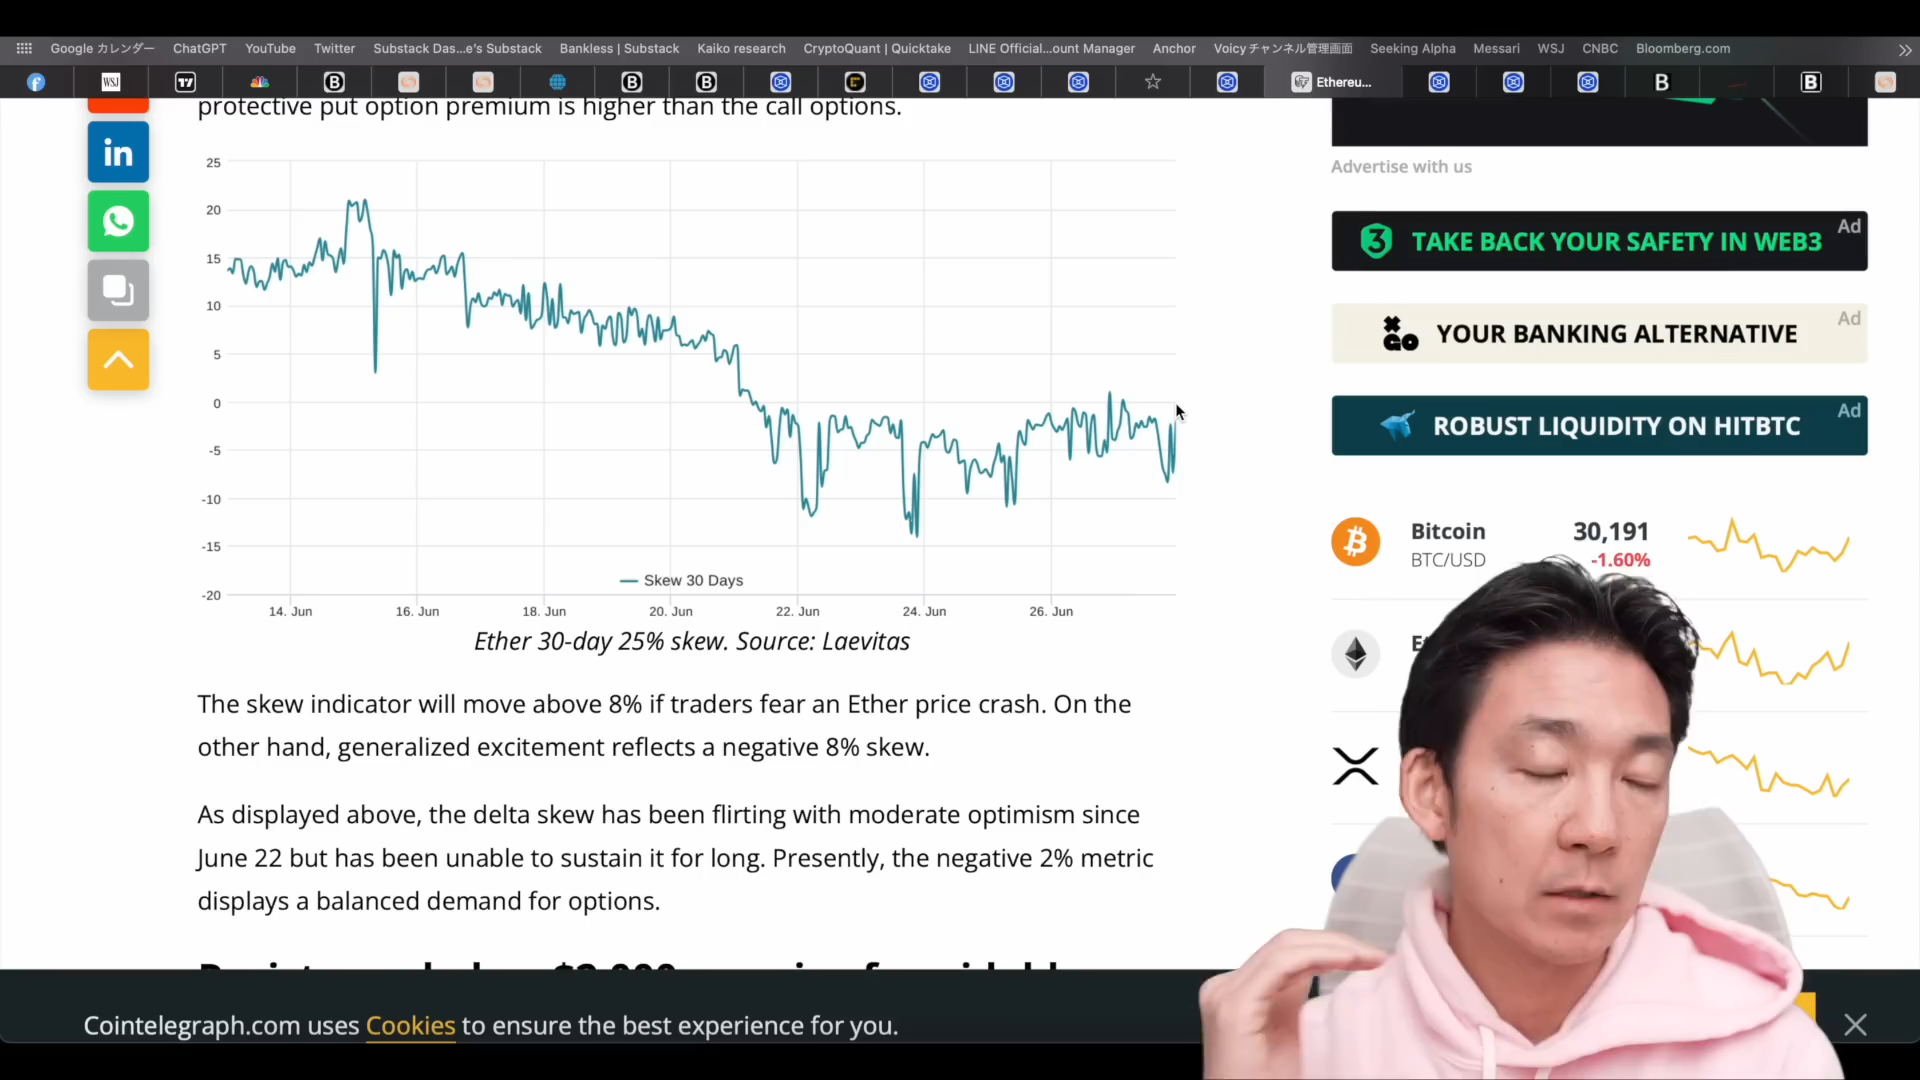 Google カレンダー ChatGPT YouTube Twitter Substack Das...e's Substack Bankless | Substack Kaiko research CryptoQuant | Quicktake LINE Official...ount Manager Anchor Voicyチャンネル管理画面 Seeking Alpha Messari WSJ CNBC Bloomberg.com
WSJ Ethereu...
protective put option premium is higher than the call options.
25
20
15
10
5
0
-5
-10
-15
-20
Skew 30 Days
14. Jun 16. Jun 18. Jun 20. Jun 22. Jun 24. Jun 26. Jun
Ether 30-day 25% skew. Source: Laevitas
The skew indicator will move above 8% if traders fear an Ether price crash. On the
other hand, generalized excitement reflects a negative 8% skew.
As displayed above, the delta skew has been flirting with moderate optimism since
June 22 but has been unable to sustain it for long. Presently, the negative 2% metric
displays a balanced demand for options.
in
Advertise with us
TAKE BACK YOUR SAFETY IN WEB3 Ad
XGO YOUR BANKING ALTERNATIVE Ad
ROBUST LIQUIDITY ON HITBTC Ad
Bitcoin 30,191
BTC/USD -1.60%
Cointelegraph.com uses Cookies to ensure the best experience for you.